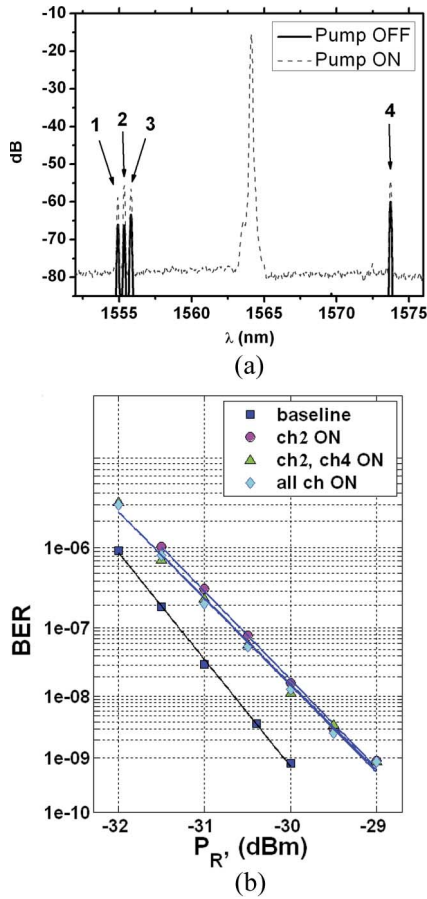 -10
-20
-30
-40
-50
-60
-70
-80
dB
Pump OFF
Pump ON
1
2
3
4
1555
1560
1565
1570
1575
λ (nm)
(a)
baseline
ch2 ON
ch2, ch4 ON
all ch ON
1e-06
1e-07
1e-08
1e-09
1e-10
BER
-32
-31
-30
-29
P_R, (dBm)
(b)